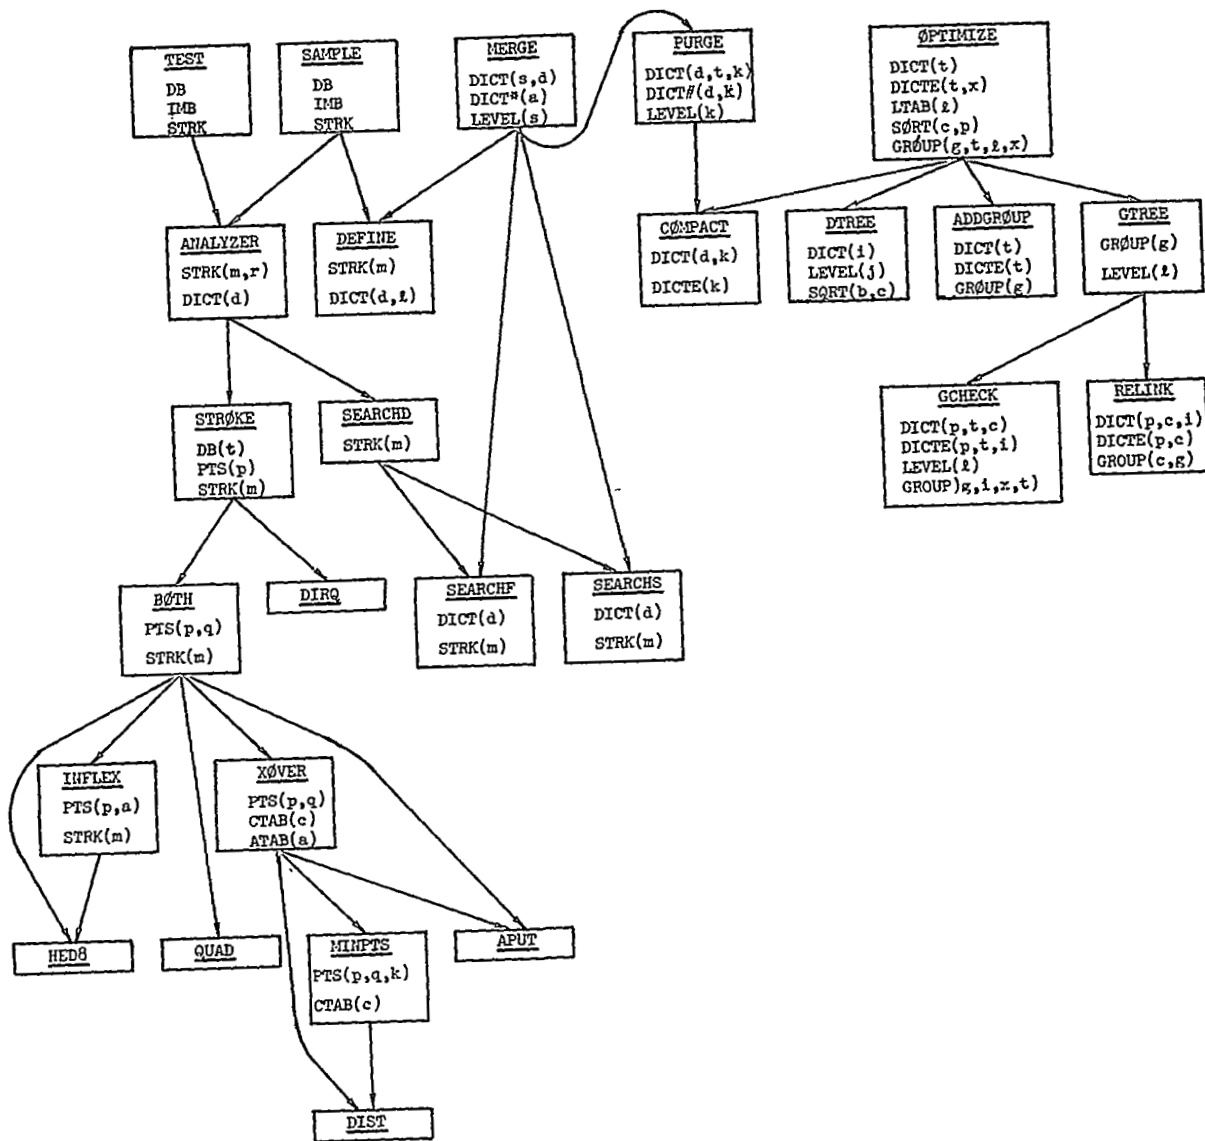 TEST
DB
IMB
STRK
SAMPLE
DB
IMB
STRK
MERGE
DICT(s,d)
DICT#(a)
LEVEL(s)
PURGE
DICT(d,t,k)
DICT#(d,k)
LEVEL(k)
ØPTIMIZE
DICT(t)
DICTE(t,x)
LTAB(ℓ)
SØRT(c,p)
GRØUP(g,t,ℓ,x)
ANALYZER
STRK(m,r)
DICT(d)
DEFINE
STRK(m)
DICT(d,ℓ)
CØMPACT
DICT(d,k)
DICTE(k)
DTREE
DICT(i)
LEVEL(j)
SQRT(b,c)
ADDGRØUP
DICT(t)
DICTE(t)
GRØUP(g)
GTREE
GRØUP(g)
LEVEL(ℓ)
STRØKE
DB(t)
PTS(p)
STRK(m)
SEARCHD
STRK(m)
GCHECK
DICT(p,t,c)
DICTE(p,t,i)
LEVEL(ℓ)
GROUP)g,i,x,t)
RELINK
DICT(p,c,i)
DICTE(p,c)
GROUP(c,g)
BØTH
PTS(p,q)
STRK(m)
DIRQ
SEARCHF
DICT(d)
STRK(m)
SEARCHS
DICT(d)
STRK(m)
INFLEX
PTS(p,a)
STRK(m)
XØVER
PTS(p,q)
CTAB(c)
ATAB(a)
HED8
QUAD
MINPTS
PTS(p,q,k)
CTAB(c)
APUT
DIST